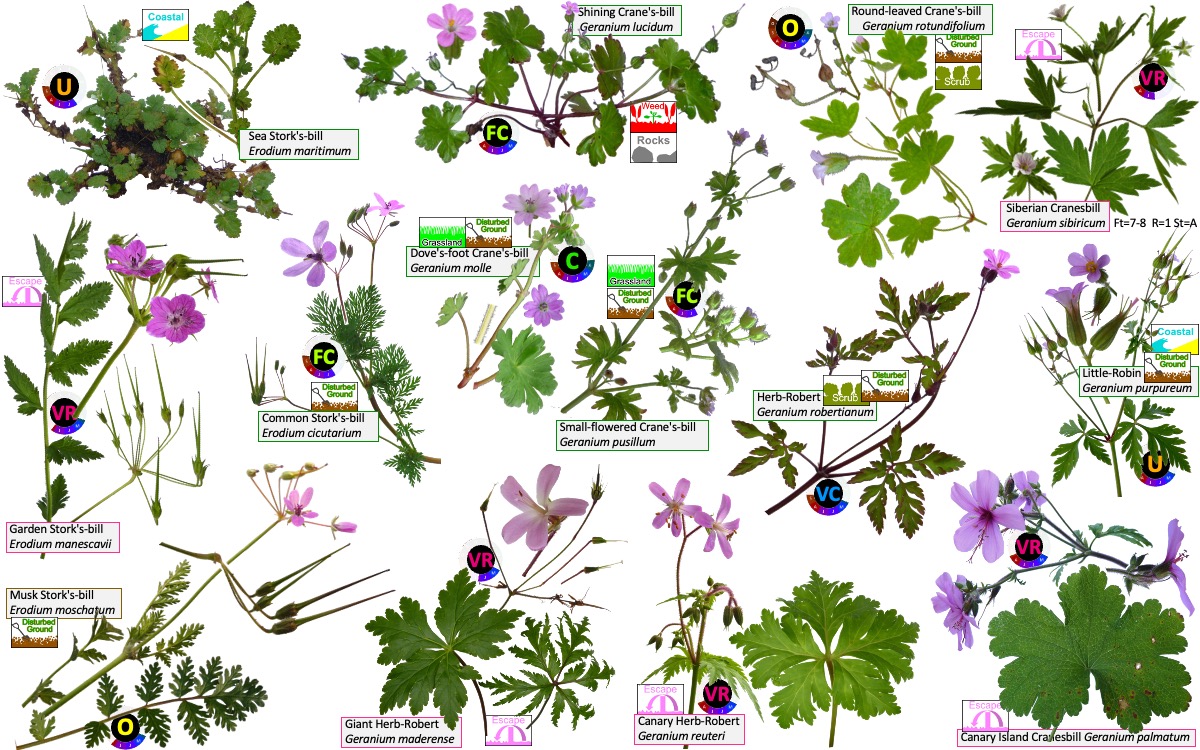 Coastal
U
Sea Stork's-bill
Erodium maritimum
Shining Crane's-bill
Geranium lucidum
FC
Weed
Rocks
O
Round-leaved Crane's-bill
Geranium rotundifolium
Disturbed
Ground
Scrub
Escape
VR
Siberian Cranesbill
Geranium sibiricum Ft=7-8 R=1 St=A
Escape
VR
Garden Stork's-bill
Erodium manescavii
FC
Disturbed
Ground
Common Stork's-bill
Erodium cicutarium
Grassland
Disturbed
Ground
Dove's-foot Crane's-bill
Geranium molle
C
Grassland
Disturbed
Ground
FC
Small-flowered Crane's-bill
Geranium pusillum
Herb-Robert
Geranium robertianum
Scrub
Disturbed
Ground
VC
Coastal
Disturbed
Ground
Little-Robin
Geranium purpureum
U
Musk Stork's-bill
Erodium moschatum
Disturbed
Ground
O
VR
Giant Herb-Robert
Geranium maderense
Escape
Escape
VR
Canary Herb-Robert
Geranium reuteri
VR
Escape
Canary Island Cranesbill Geranium palmatum